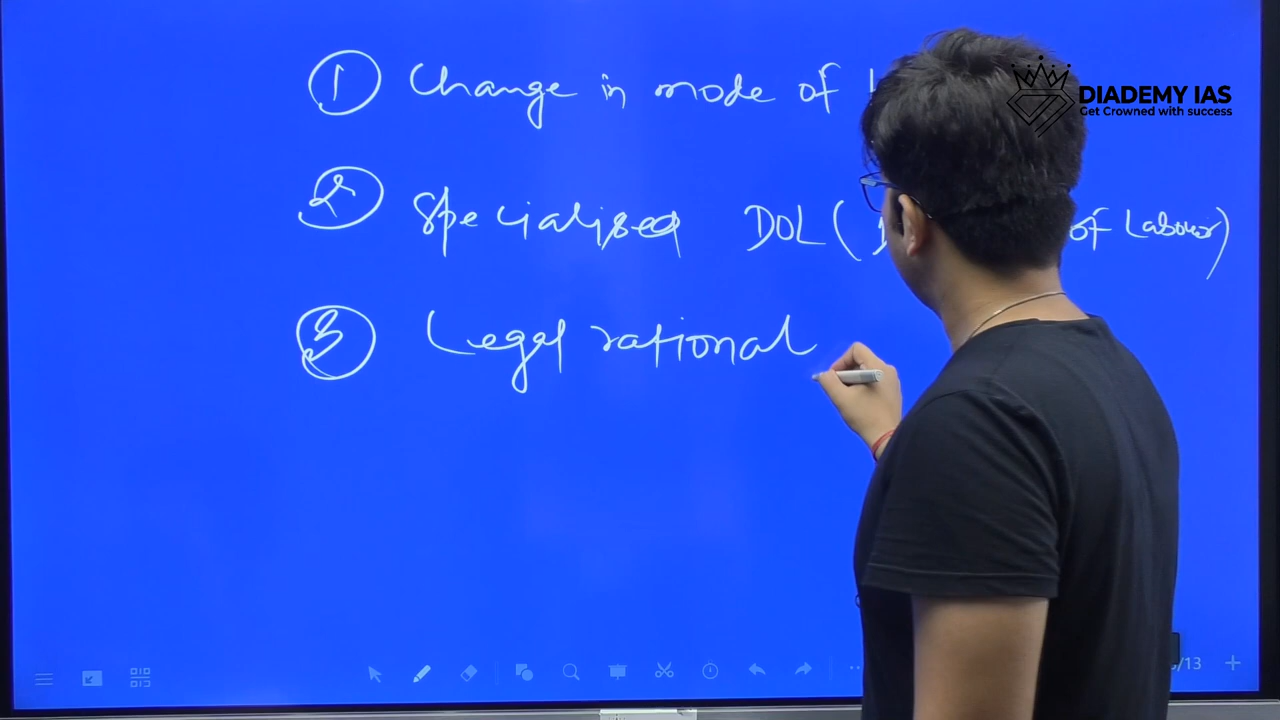 ① Change in mode of
DIADEMY IAS
Get Crowned with success
② Specialised DOL ( of Labour)
③ Legal rational
/13